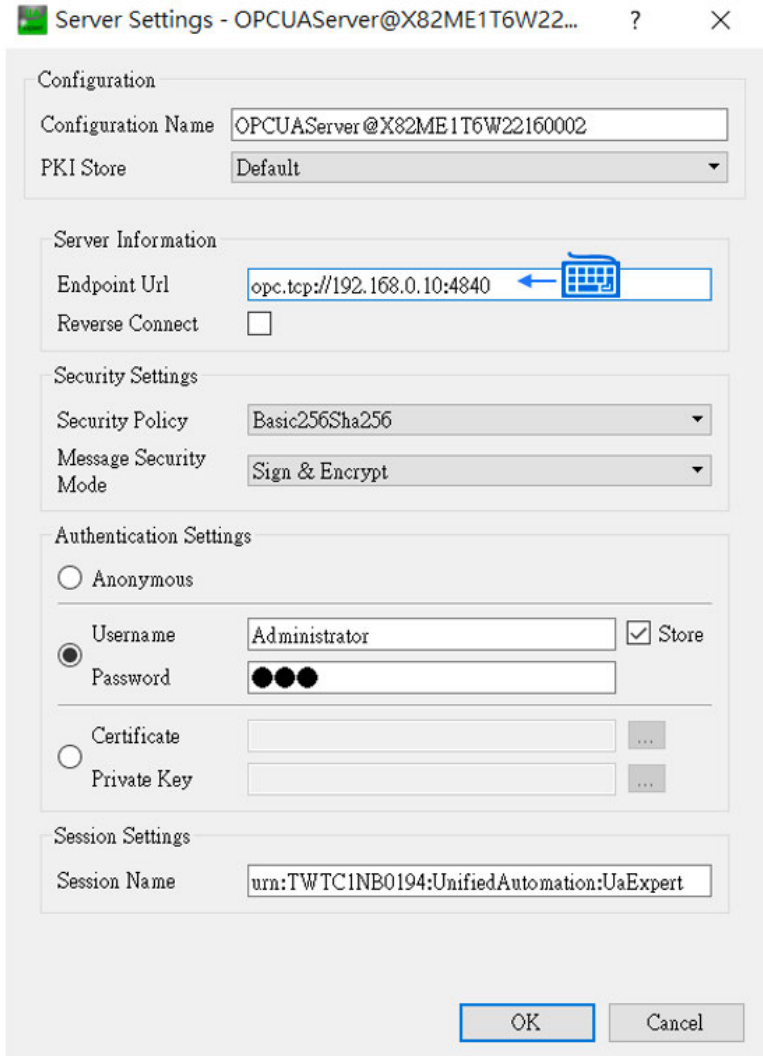 Server Settings - OPCUAServer@X82ME1T6W22... ? ×
Configuration
Configuration Name OPCUAServer@X82ME1T6W22160002
PKI Store Default
Server Information
Endpoint Url opc.tcp://192.168.0.10:4840
Reverse Connect
Security Settings
Security Policy Basic256Sha256
Message Security
Mode Sign & Encrypt
Authentication Settings
Anonymous
Username Administrator Store
Password ●●●
Certificate ...
Private Key ...
Session Settings
Session Name urn:TWTC1NB0194:UnifiedAutomation:UaExpert
OK Cancel